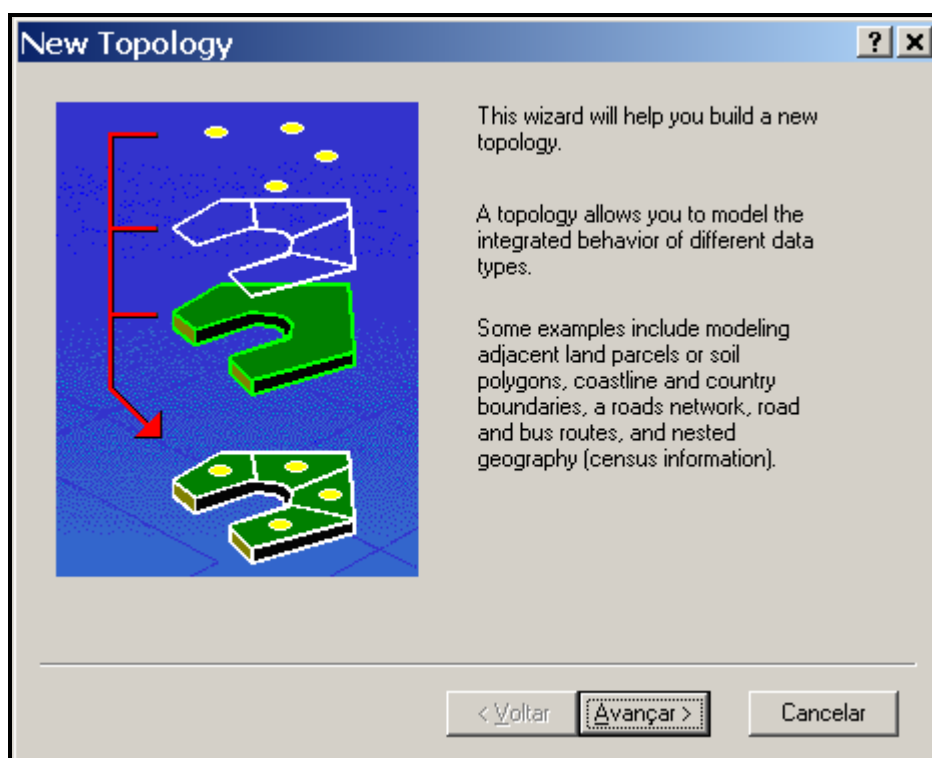 New Topology
This wizard will help you build a new
topology.
A topology allows you to model the
integrated behavior of different data
types.
Some examples include modeling
adjacent land parcels or soil
polygons, coastline and country
boundaries, a roads network, road
and bus routes, and nested
geography (census information).
< Voltar
Avançar >
Cancelar